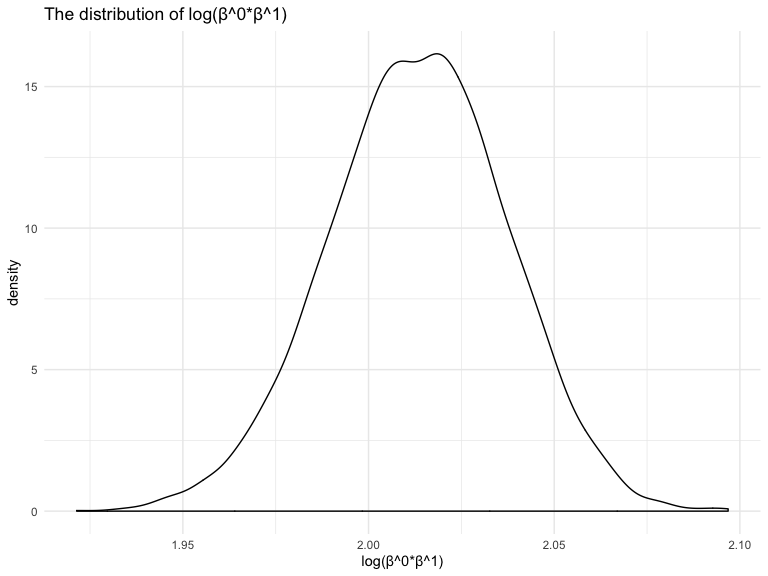 The distribution of log(β^0*β^1)
15
10
5
0
density
1.95
2.00
2.05
2.10
log(β^0*β^1)